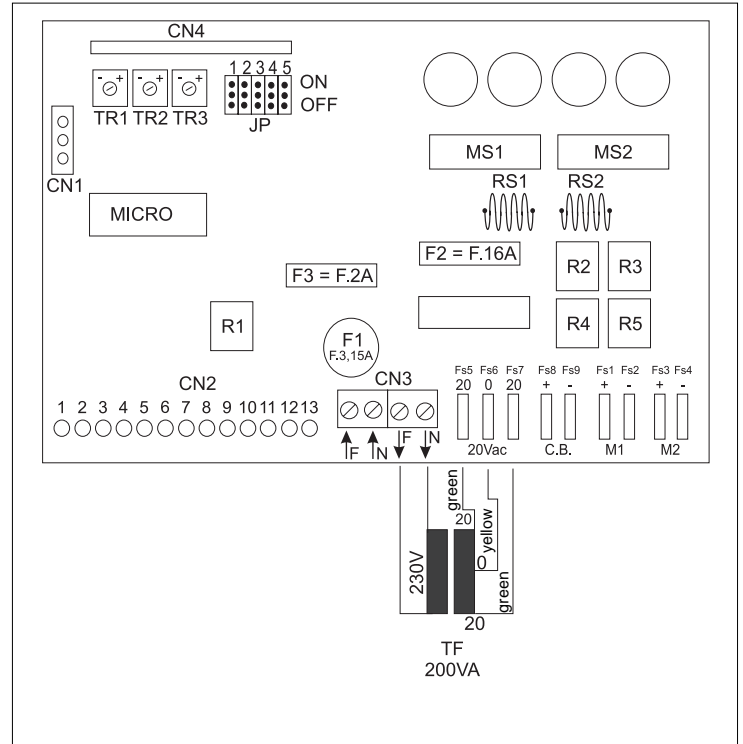 CN4
1 2 3 4 5
ON
OFF
JP
- +
- +
- +
TR1 TR2 TR3
CN1
MICRO
MS1
MS2
RS1
RS2
F2 = F.16A
F3 = F.2A
R2
R3
R4
R5
R1
F1
F.3,15A
CN2
1 2 3 4 5 6 7 8 9 10 11 12 13
CN3
F N F N
Fs5 Fs6 Fs7 Fs8 Fs9 Fs1 Fs2 Fs3 Fs4
20 0 20 + - + - + -
20Vac
C.B.
M1
M2
green
20
yellow
0
230V
green
20
TF
200VA